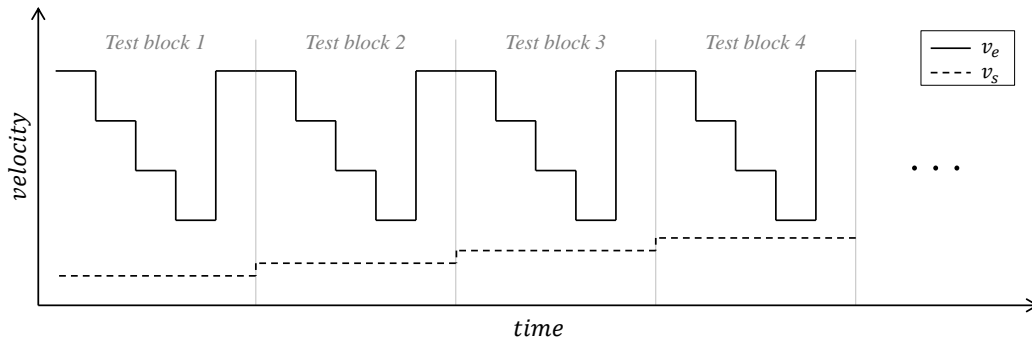 Test block 1
Test block 2
Test block 3
Test block 4
v_e
v_s
velocity
. . .
time